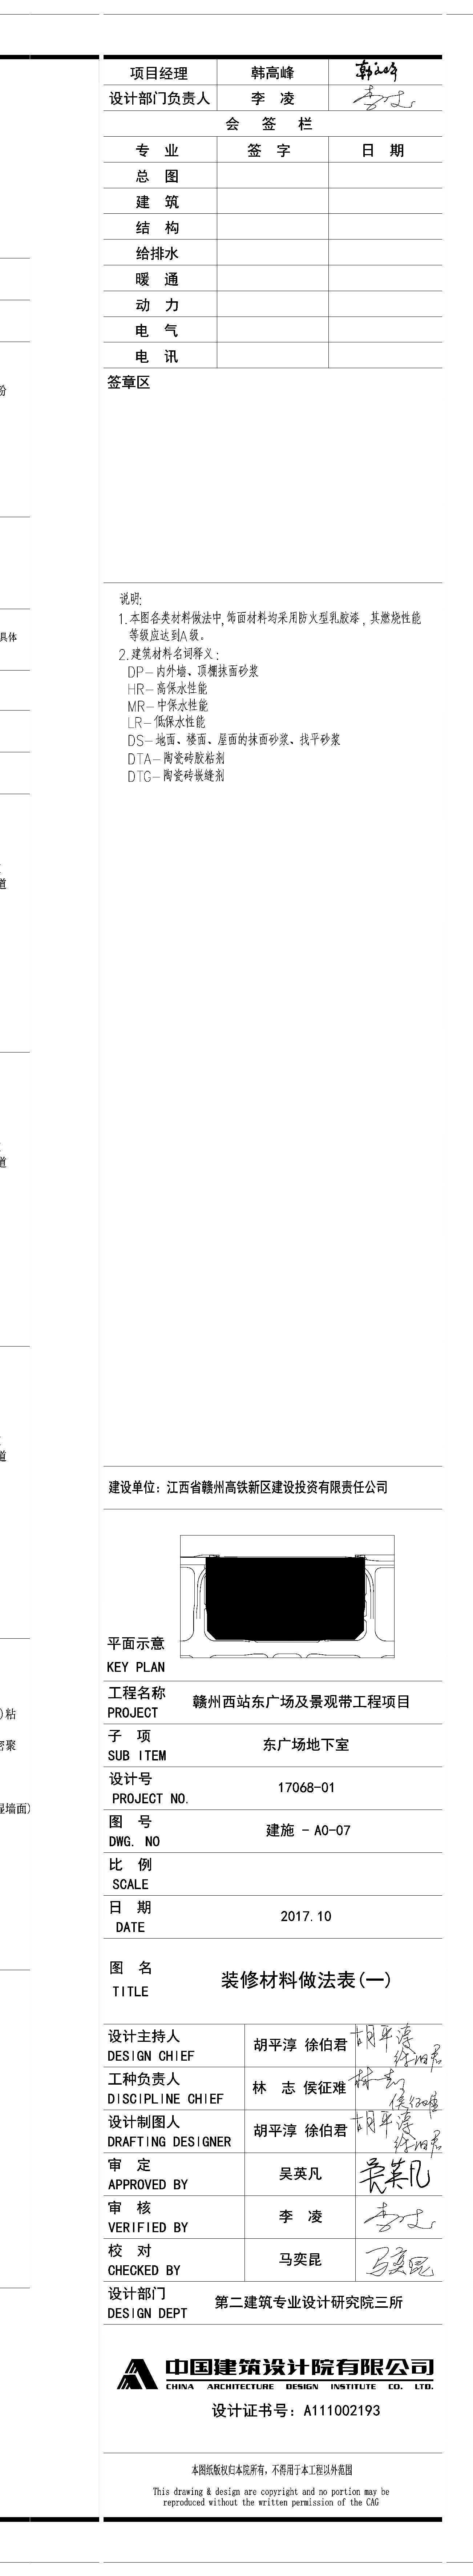 项目经理 韩高峰 韩高峰
设计部门负责人 李 凌 李凌
会 签 栏
专 业 签 字 日 期
总 图
建 筑
结 构
给排水
暖 通
动 力
电 气
电 讯
签章区
粉
说明:
1.本图各类材料做法中,饰面材料均采用防火型乳胶漆,其燃烧性能
等级应达到A级。
具体
2.建筑材料名词释义:
DP—内外墙、顶棚抹面砂浆
HR—高保水性能
MR—中保水性能
LR—低保水性能
DS—地面、楼面、屋面的抹面砂浆、找平砂浆
DTA—陶瓷砖胶粘剂
DTG—陶瓷砖嵌缝剂
道
道
道
建设单位: 江西省赣州高铁新区建设投资有限责任公司
平面示意
KEY PLAN
工程名称
PROJECT
赣州西站东广场及景观带工程项目
)粘
子 项
SUB ITEM
东广场地下室
密聚
设计号
PROJECT NO.
17068-01
湿墙面)
图 号
DWG. NO
建施 - A0-07
比 例
SCALE
日 期
DATE
2017.10
图 名
TITLE
装修材料做法表(一)
设计主持人
DESIGN CHIEF
胡平淳 徐伯君 胡平淳 徐伯君
工种负责人
DISCIPLINE CHIEF
林 志 侯征难 林志 侯征难
设计制图人
DRAFTING DESIGNER
胡平淳 徐伯君 胡平淳 徐伯君
审 定
APPROVED BY
吴英凡 吴英凡
审 核
VERIFIED BY
李 凌 李凌
校 对
CHECKED BY
马奕昆 马奕昆
设计部门
DESIGN DEPT
第二建筑专业设计研究院三所
中国建筑设计院有限公司
CHINA ARCHITECTURE DESIGN INSTITUTE CO. LTD.
设计证书号: A111002193
本图纸版权归本院所有,不得用于本工程以外范围
This drawing & design are copyright and no portion may be
reproduced without the written permission of the CAG